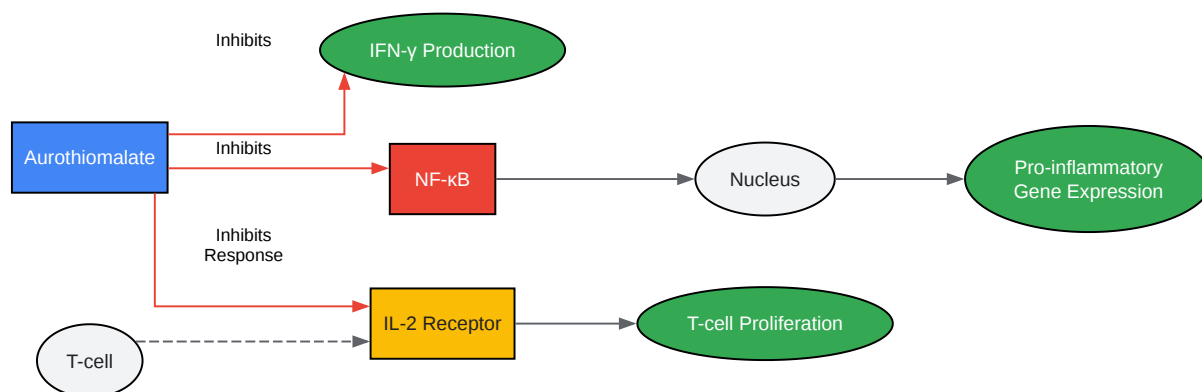 Inhibits
IFN-γ Production
Aurothiomalate
Inhibits
NF-κB
Nucleus
Pro-inflammatory
Gene Expression
Inhibits
Response
IL-2 Receptor
T-cell Proliferation
T-cell